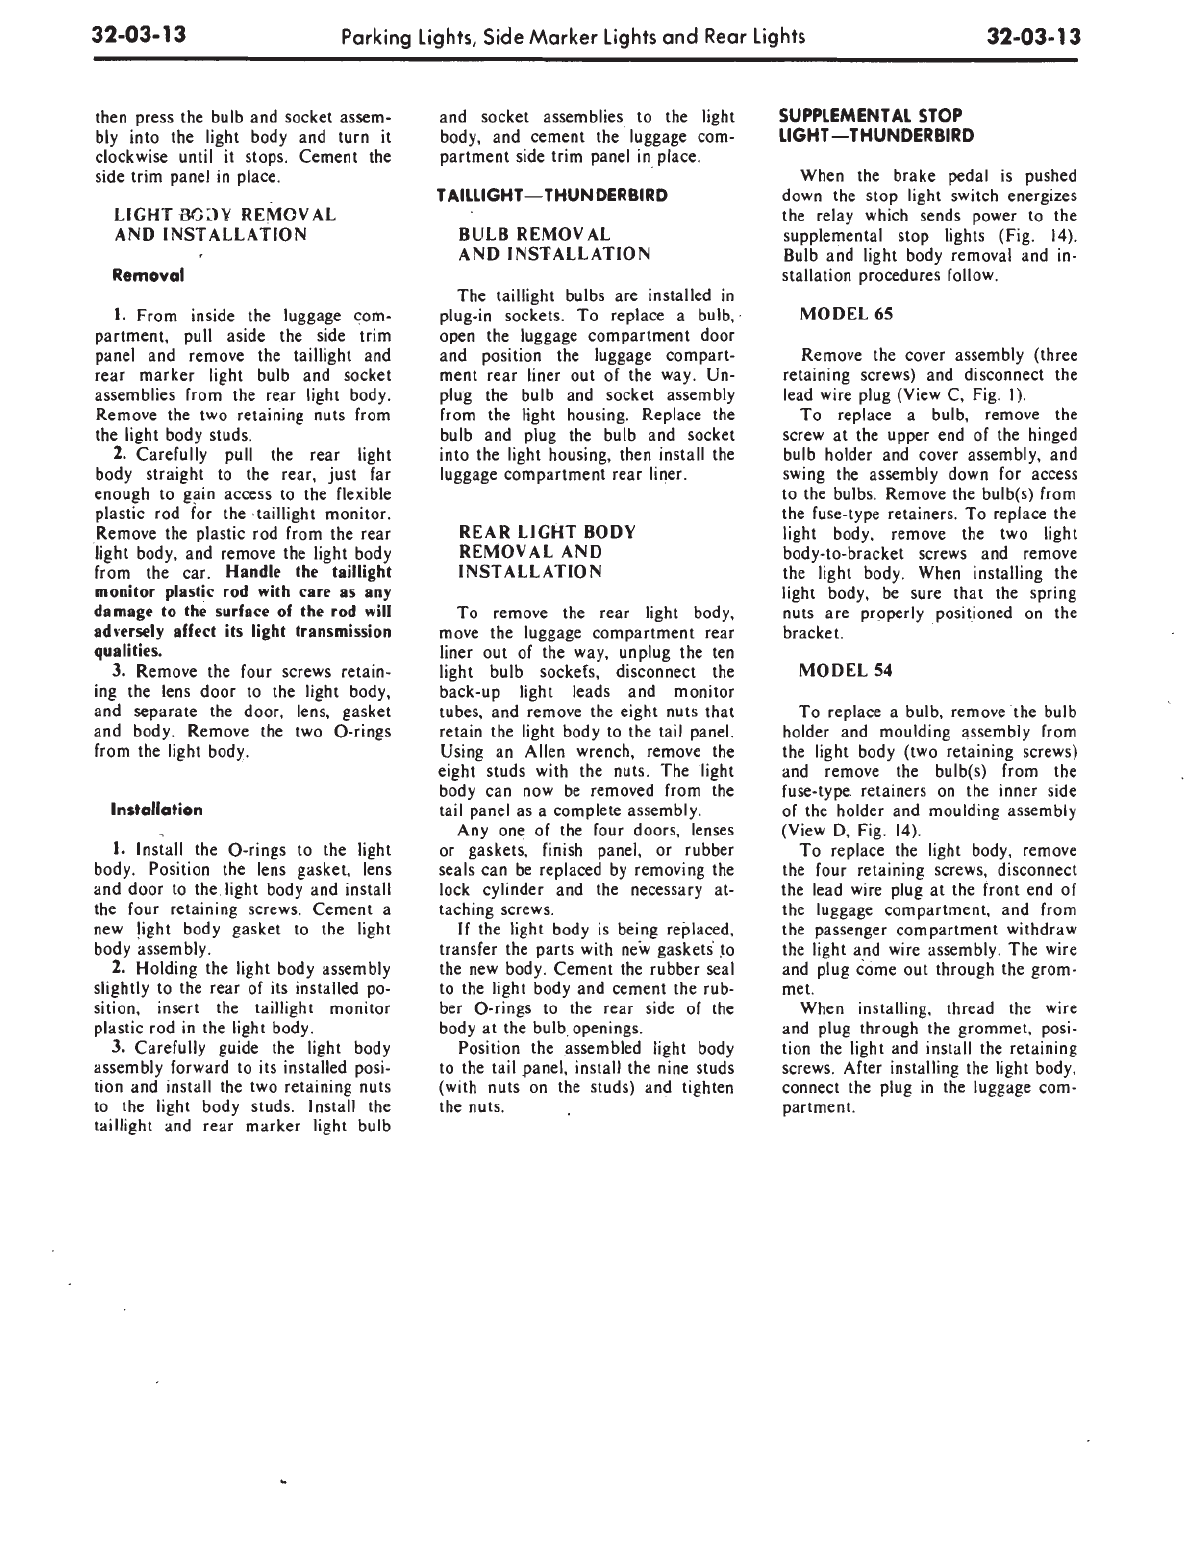 32-03-13 Parking Lights, Side Marker Lights and Rear Lights 32-03-13
then press the bulb and socket assem-
bly into the light body and turn it
clockwise until it stops. Cement the
side trim panel in place.
LIGHT BODY REMOVAL
AND INSTALLATION
Removal
1. From inside the luggage com-
partment, pull aside the side trim
panel and remove the taillight and
rear marker light bulb and socket
assemblies from the rear light body.
Remove the two retaining nuts from
the light body studs.
2. Carefully pull the rear light
body straight to the rear, just far
enough to gain access to the flexible
plastic rod for the taillight monitor.
Remove the plastic rod from the rear
light body, and remove the light body
from the car. Handle the taillight
monitor plastic rod with care as any
damage to the surface of the rod will
adversely affect its light transmission
qualities.
3. Remove the four screws retain-
ing the lens door to the light body,
and separate the door, lens, gasket
and body. Remove the two O-rings
from the light body.
Installation
1. Install the O-rings to the light
body. Position the lens gasket, lens
and door to the light body and install
the four retaining screws. Cement a
new light body gasket to the light
body assembly.
2. Holding the light body assembly
slightly to the rear of its installed po-
sition, insert the taillight monitor
plastic rod in the light body.
3. Carefully guide the light body
assembly forward to its installed posi-
tion and install the two retaining nuts
to the light body studs. Install the
taillight and rear marker light bulb
and socket assemblies to the light
body, and cement the luggage com-
partment side trim panel in place.
TAILLIGHT—THUNDERBIRD
BULB REMOVAL
AND INSTALLATION
The taillight bulbs are installed in
plug-in sockets. To replace a bulb,
open the luggage compartment door
and position the luggage compart-
ment rear liner out of the way. Un-
plug the bulb and socket assembly
from the light housing. Replace the
bulb and plug the bulb and socket
into the light housing, then install the
luggage compartment rear liner.
REAR LIGHT BODY
REMOVAL AND
INSTALLATION
To remove the rear light body,
move the luggage compartment rear
liner out of the way, unplug the ten
light bulb sockets, disconnect the
back-up light leads and monitor
tubes, and remove the eight nuts that
retain the light body to the tail panel.
Using an Allen wrench, remove the
eight studs with the nuts. The light
body can now be removed from the
tail panel as a complete assembly.
Any one of the four doors, lenses
or gaskets, finish panel, or rubber
seals can be replaced by removing the
lock cylinder and the necessary at-
taching screws.
If the light body is being replaced,
transfer the parts with new gaskets to
the new body. Cement the rubber seal
to the light body and cement the rub-
ber O-rings to the rear side of the
body at the bulb openings.
Position the assembled light body
to the tail panel, install the nine studs
(with nuts on the studs) and tighten
the nuts.
SUPPLEMENTAL STOP
LIGHT—THUNDERBIRD
When the brake pedal is pushed
down the stop light switch energizes
the relay which sends power to the
supplemental stop lights (Fig. 14).
Bulb and light body removal and in-
stallation procedures follow.
MODEL 65
Remove the cover assembly (three
retaining screws) and disconnect the
lead wire plug (View C, Fig. 1).
To replace a bulb, remove the
screw at the upper end of the hinged
bulb holder and cover assembly, and
swing the assembly down for access
to the bulbs. Remove the bulb(s) from
the fuse-type retainers. To replace the
light body, remove the two light
body-to-bracket screws and remove
the light body. When installing the
light body, be sure that the spring
nuts are properly positioned on the
bracket.
MODEL 54
To replace a bulb, remove the bulb
holder and moulding assembly from
the light body (two retaining screws)
and remove the bulb(s) from the
fuse-type retainers on the inner side
of the holder and moulding assembly
(View D, Fig. 14).
To replace the light body, remove
the four retaining screws, disconnect
the lead wire plug at the front end of
the luggage compartment, and from
the passenger compartment withdraw
the light and wire assembly. The wire
and plug come out through the grom-
met.
When installing, thread the wire
and plug through the grommet, posi-
tion the light and install the retaining
screws. After installing the light body,
connect the plug in the luggage com-
partment.